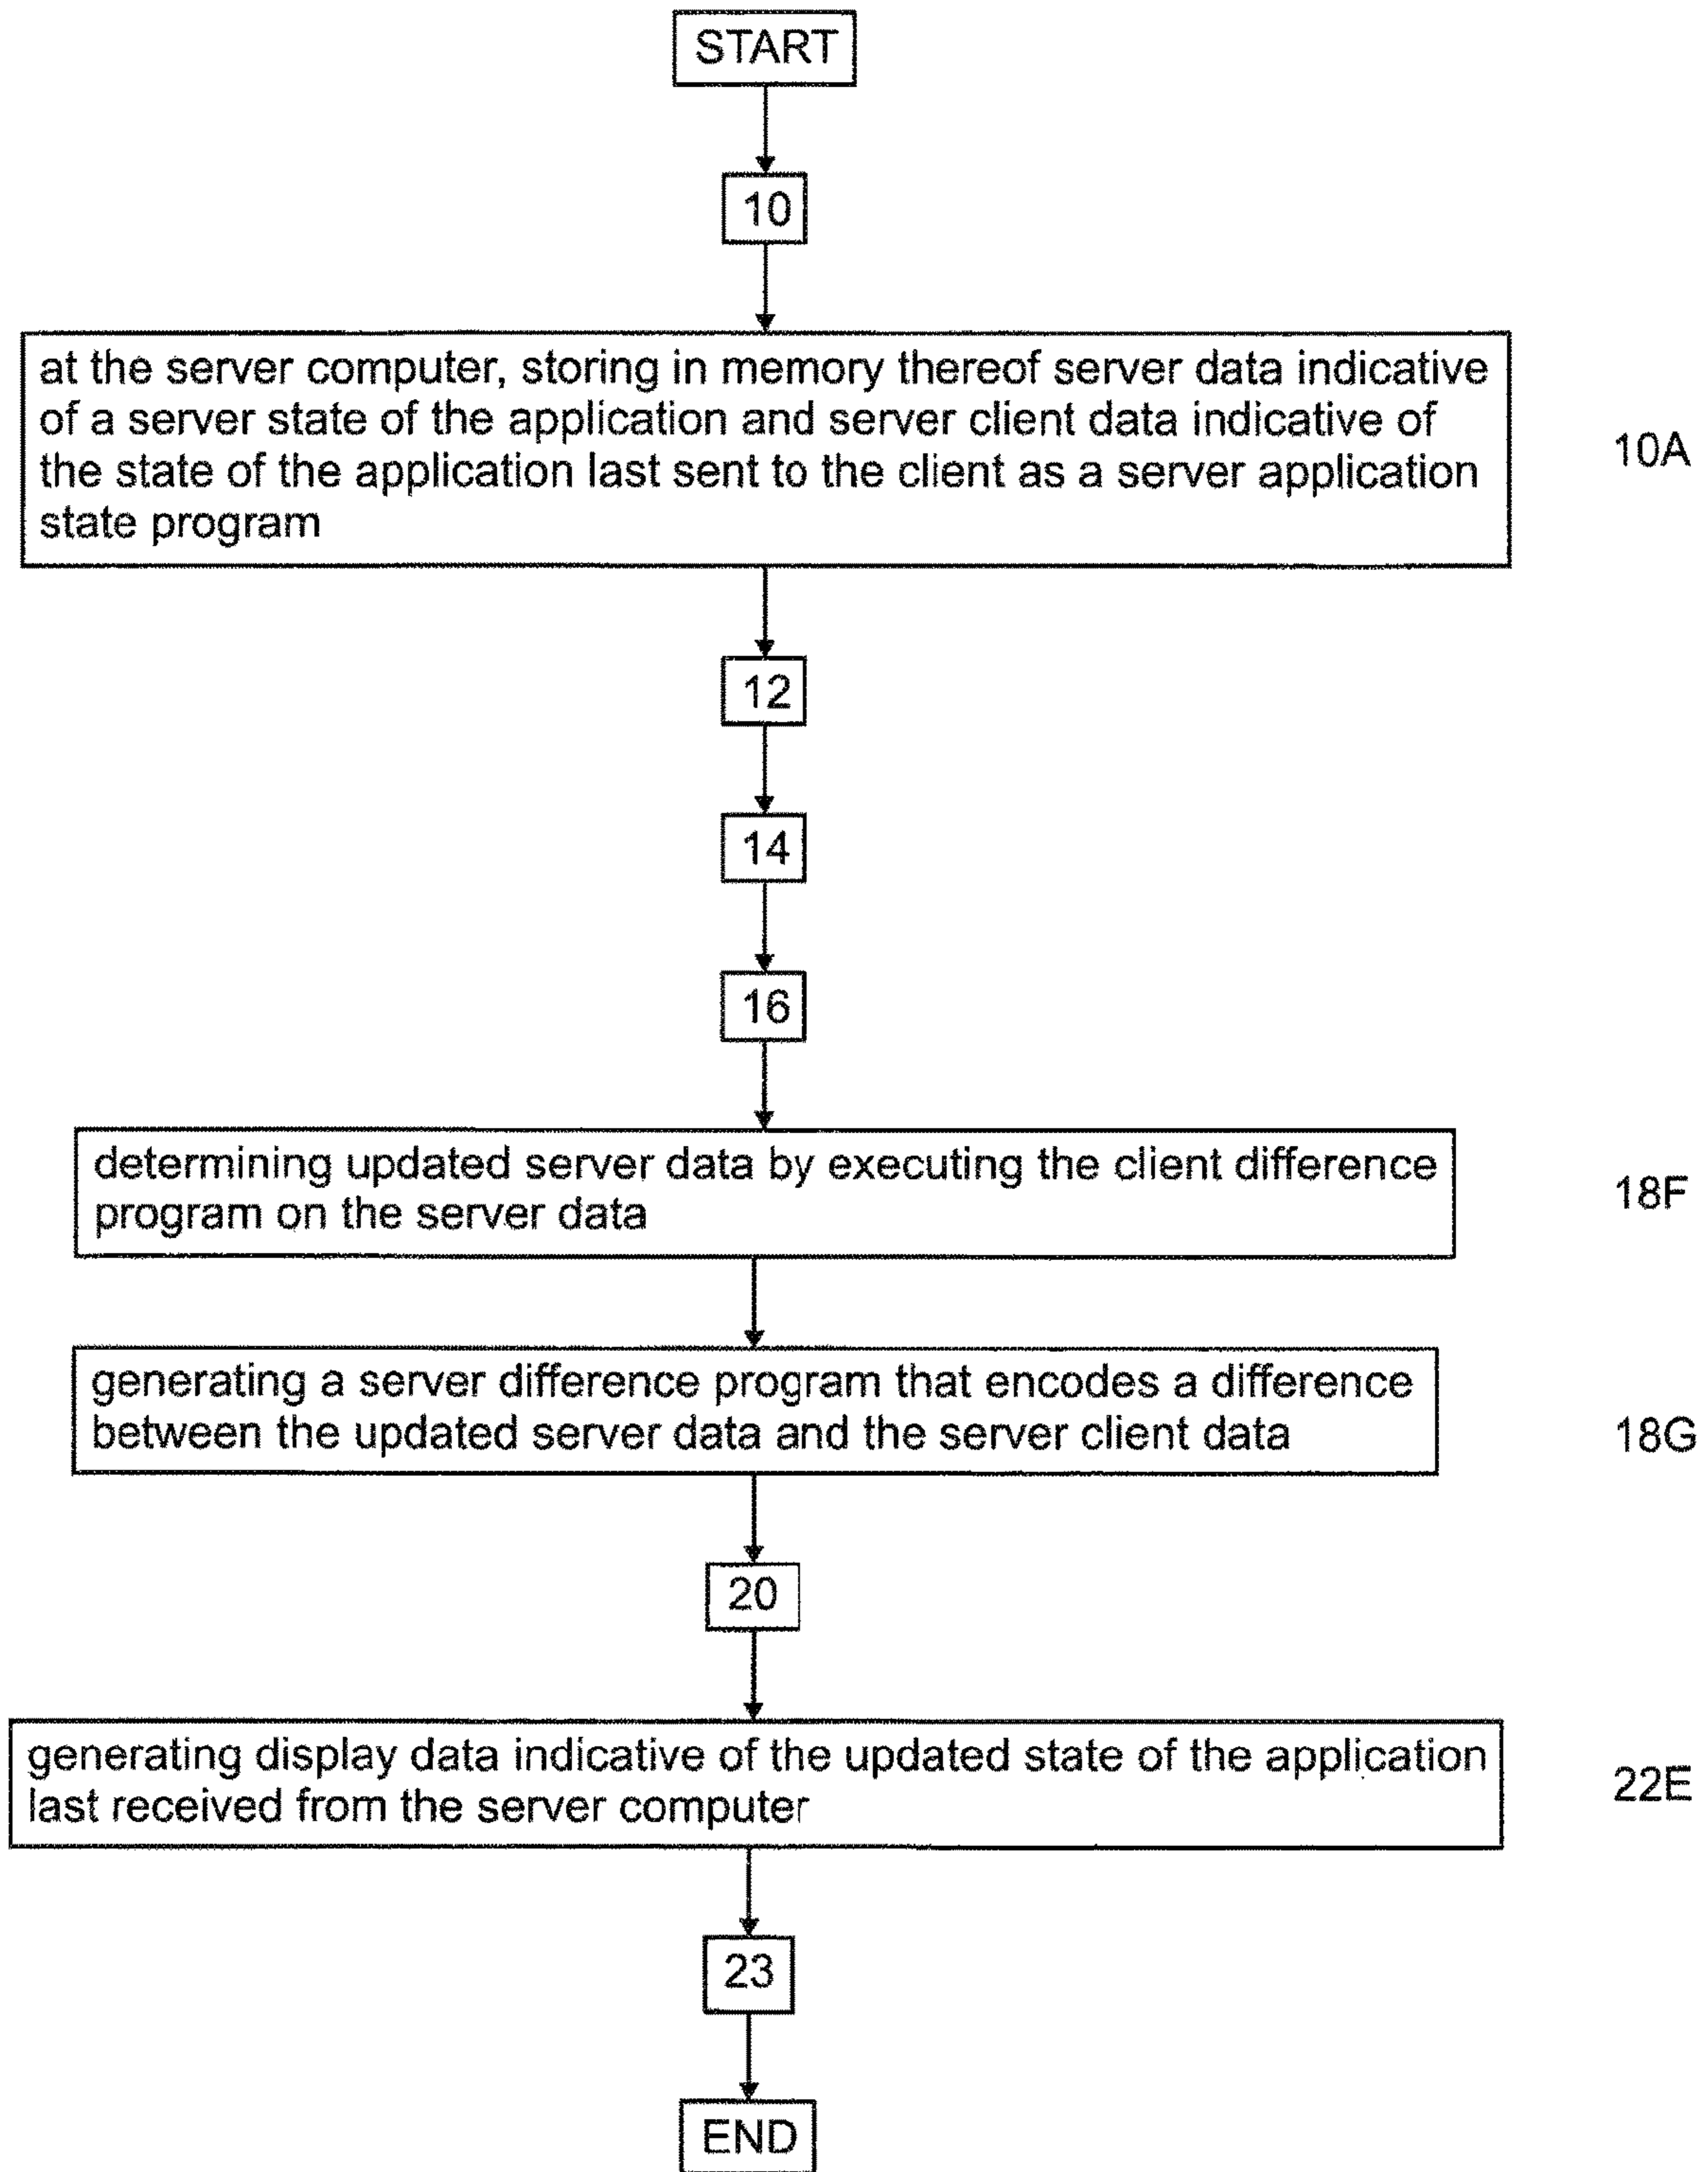 START
10
at the server computer, storing in memory thereof server data indicative
of a server state of the application and server client data indicative of
the state of the application last sent to the client as a server application
state program
10A
12
14
16
determining updated server data by executing the client difference
program on the server data
18F
generating a server difference program that encodes a difference
between the updated server data and the server client data
18G
20
generating display data indicative of the updated state of the application
last received from the server computer
22E
23
END